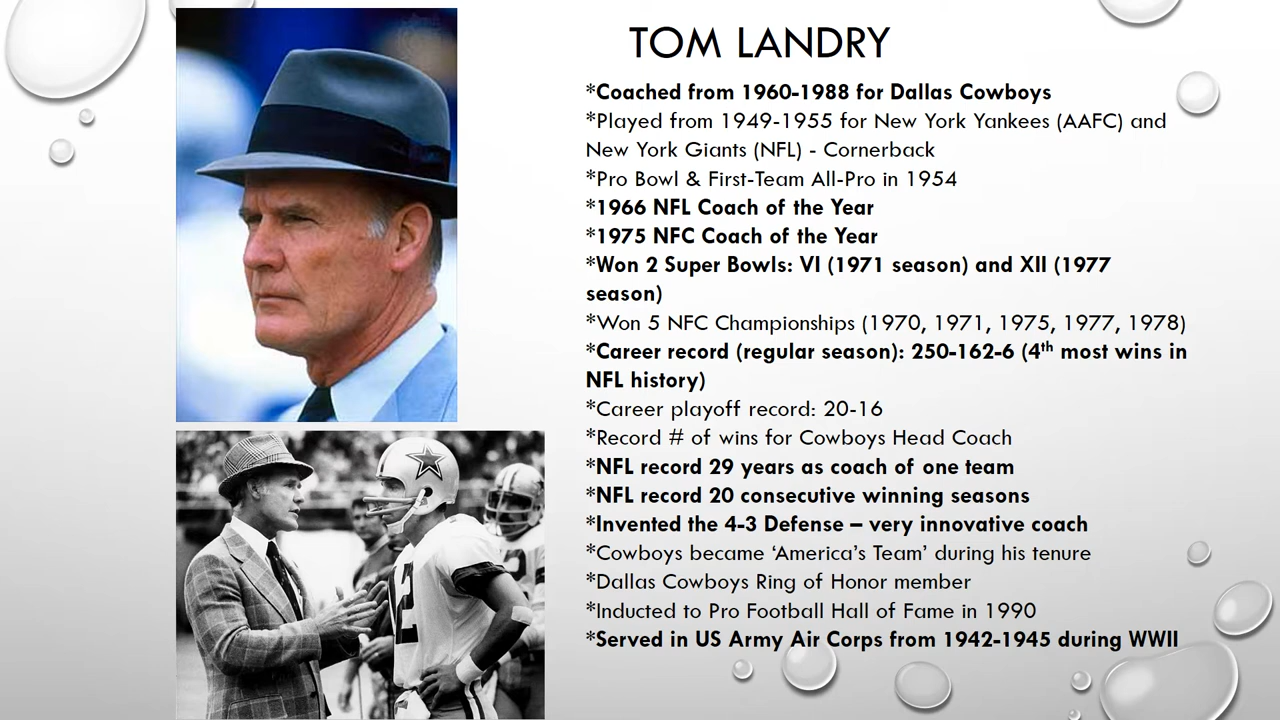 TOM LANDRY
*Coached from 1960-1988 for Dallas Cowboys
*Played from 1949-1955 for New York Yankees (AAFC) and
New York Giants (NFL) - Cornerback
*Pro Bowl & First-Team All-Pro in 1954
*1966 NFL Coach of the Year
*1975 NFC Coach of the Year
*Won 2 Super Bowls: VI (1971 season) and XII (1977
season)
*Won 5 NFC Championships (1970, 1971, 1975, 1977, 1978)
*Career record (regular season): 250-162-6 (4th most wins in
NFL history)
*Career playoff record: 20-16
*Record # of wins for Cowboys Head Coach
*NFL record 29 years as coach of one team
*NFL record 20 consecutive winning seasons
*Invented the 4-3 Defense – very innovative coach
*Cowboys became ‘America’s Team’ during his tenure
*Dallas Cowboys Ring of Honor member
*Inducted to Pro Football Hall of Fame in 1990
*Served in US Army Air Corps from 1942-1945 during WWII
12